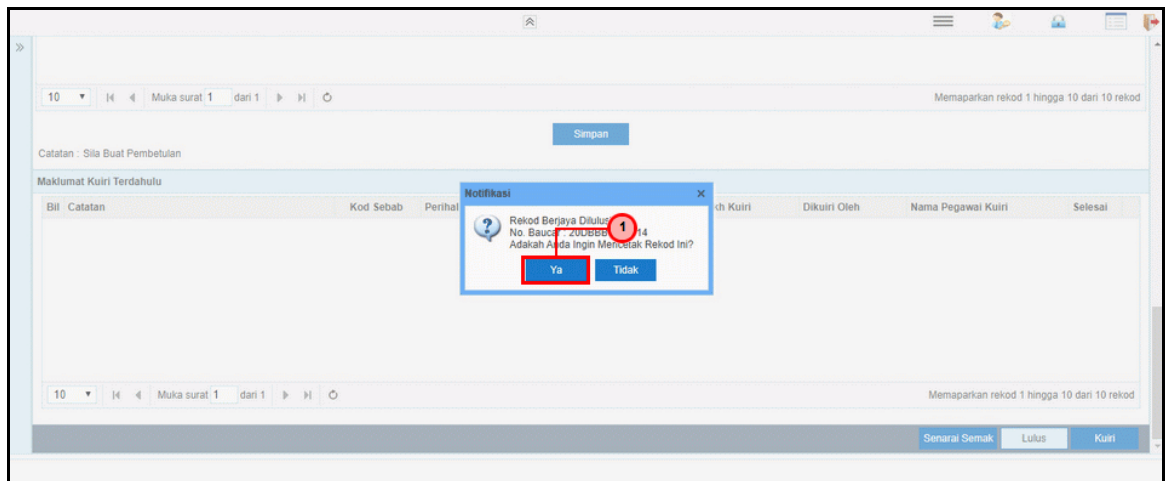 10 Muka surat 1 dari 1 Memaparkan rekod 1 hingga 10 dari 10 rekod
Simpan
Catatan : Sila Buat Pembetulan
Maklumat Kuiri Terdahulu
Bil Catatan Kod Sebab Kuiri Dikuiri Oleh Nama Pegawai Kuiri Selesai
Notifikasi
Rekod Berjaya
No. 14
Adakah Anda Ingin Mencetak Rekod Ini?
1
Ya Tidak
10 Muka surat 1 dari 1 Memaparkan rekod 1 hingga 10 dari 10 rekod
Senarai Semak Lulus Kuiri